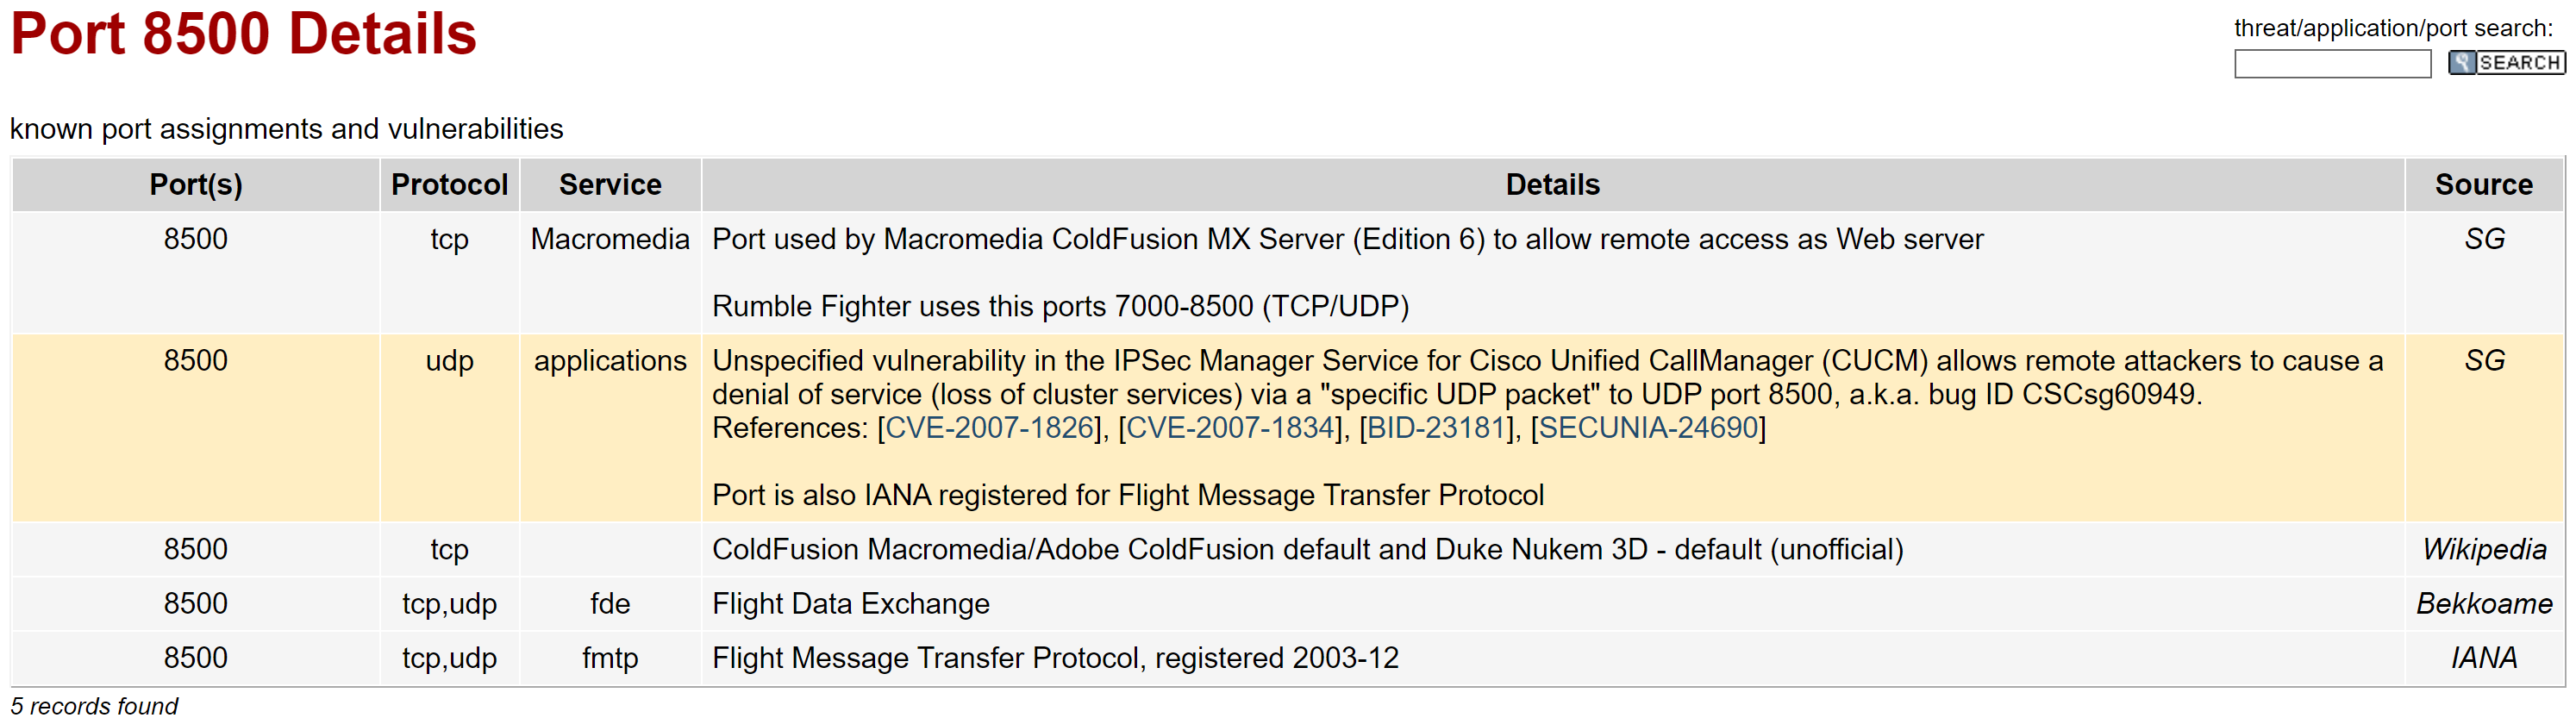 Port 8500 Details
threat/application/port search:
SEARCH
known port assignments and vulnerabilities
Port(s) Protocol Service Details Source
8500 tcp Macromedia Port used by Macromedia ColdFusion MX Server (Edition 6) to allow remote access as Web server SG
Rumble Fighter uses this ports 7000-8500 (TCP/UDP)
8500 udp applications Unspecified vulnerability in the IPSec Manager Service for Cisco Unified CallManager (CUCM) allows remote attackers to cause a SG
denial of service (loss of cluster services) via a "specific UDP packet" to UDP port 8500, a.k.a. bug ID CSCsg60949.
References: [CVE-2007-1826], [CVE-2007-1834], [BID-23181], [SECUNIA-24690]
Port is also IANA registered for Flight Message Transfer Protocol
8500 tcp ColdFusion Macromedia/Adobe ColdFusion default and Duke Nukem 3D - default (unofficial) Wikipedia
8500 tcp,udp fde Flight Data Exchange Bekkoame
8500 tcp,udp fmtp Flight Message Transfer Protocol, registered 2003-12 IANA
5 records found